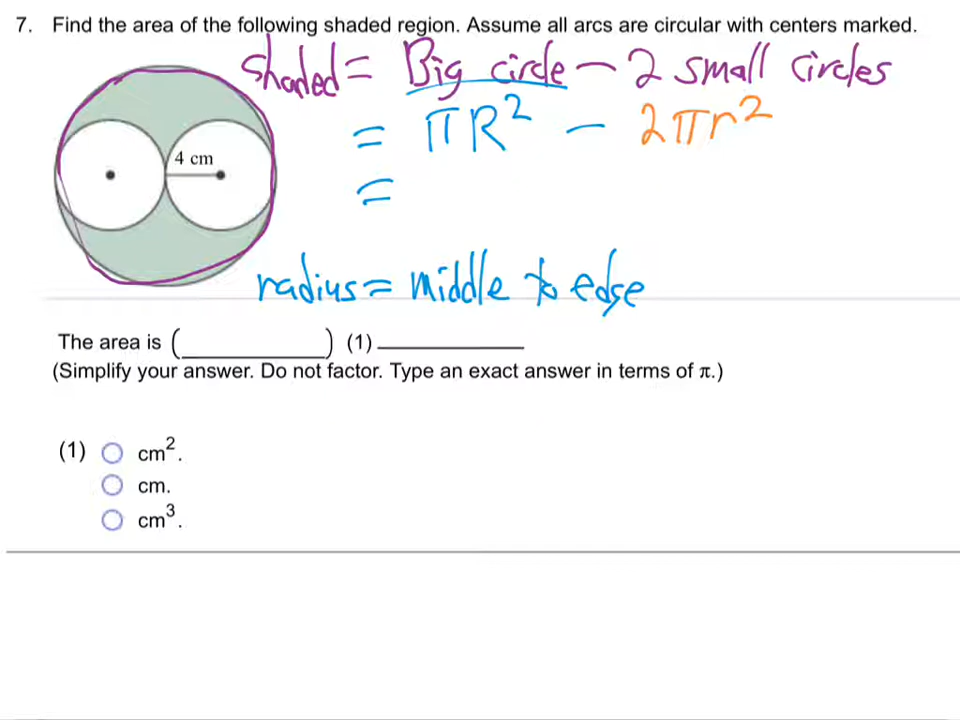 7. Find the area of the following shaded region. Assume all arcs are circular with centers marked.
shaded = Big circle - 2 small circles
= πR² - 2πr²
4 cm
=
radius = middle to edge
The area is (__________) (1)__________
(Simplify your answer. Do not factor. Type an exact answer in terms of π.)
(1) ○ cm².
○ cm.
○ cm³.